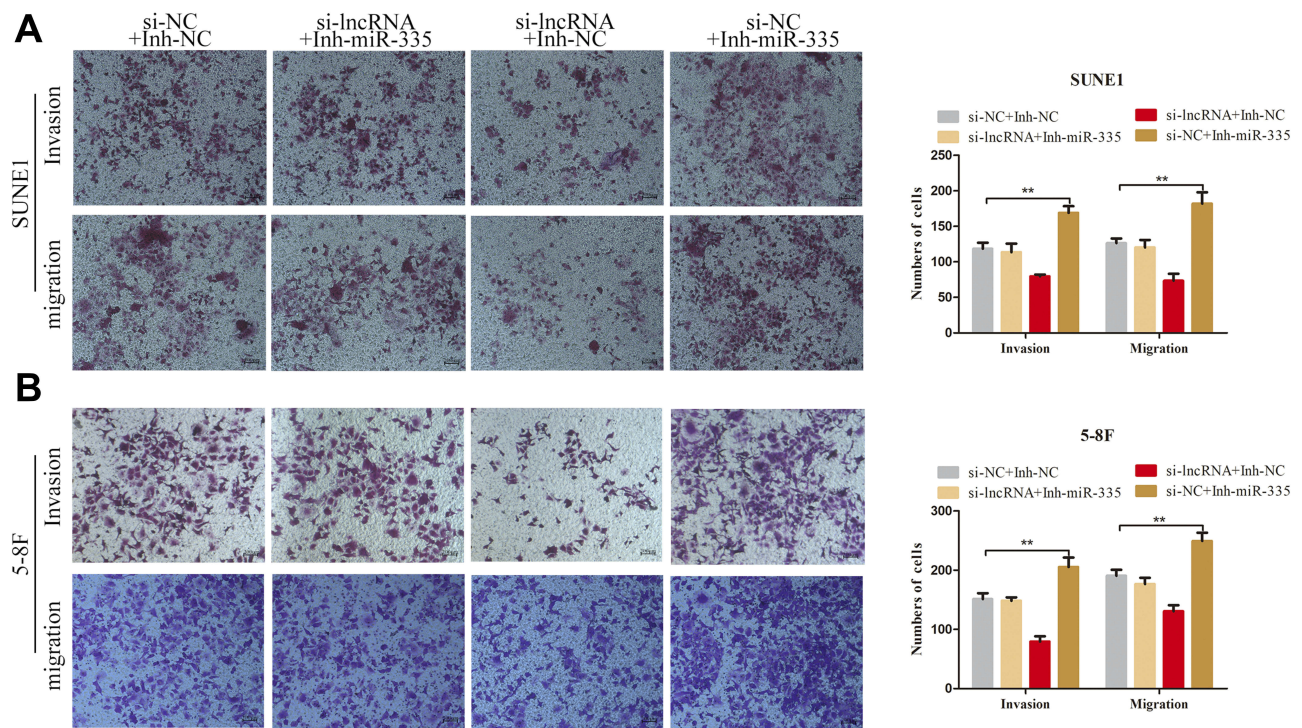 A
si-NC
+Inh-NC
si-lncRNA
+Inh-miR-335
si-lncRNA
+Inh-NC
si-NC
+Inh-miR-335
SUNE1
Invasion
migration
SUNE1
si-NC+Inh-NC
si-lncRNA+Inh-NC
si-lncRNA+Inh-miR-335
si-NC+Inh-miR-335
Numbers of cells
250
200
150
100
50
0
**
**
Invasion
Migration
B
5-8F
Invasion
migration
5-8F
si-NC+Inh-NC
si-lncRNA+Inh-NC
si-lncRNA+Inh-miR-335
si-NC+Inh-miR-335
Numbers of cells
300
200
100
0
**
**
Invasion
Migration